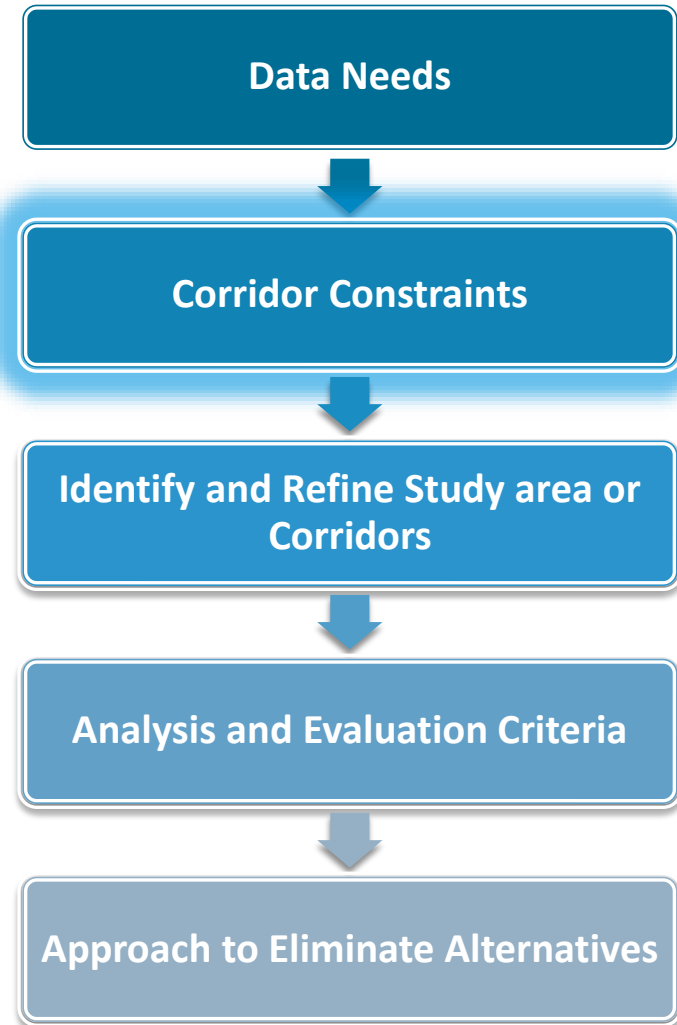 Data Needs
Corridor Constraints
Identify and Refine Study area or
Corridors
Analysis and Evaluation Criteria
Approach to Eliminate Alternatives